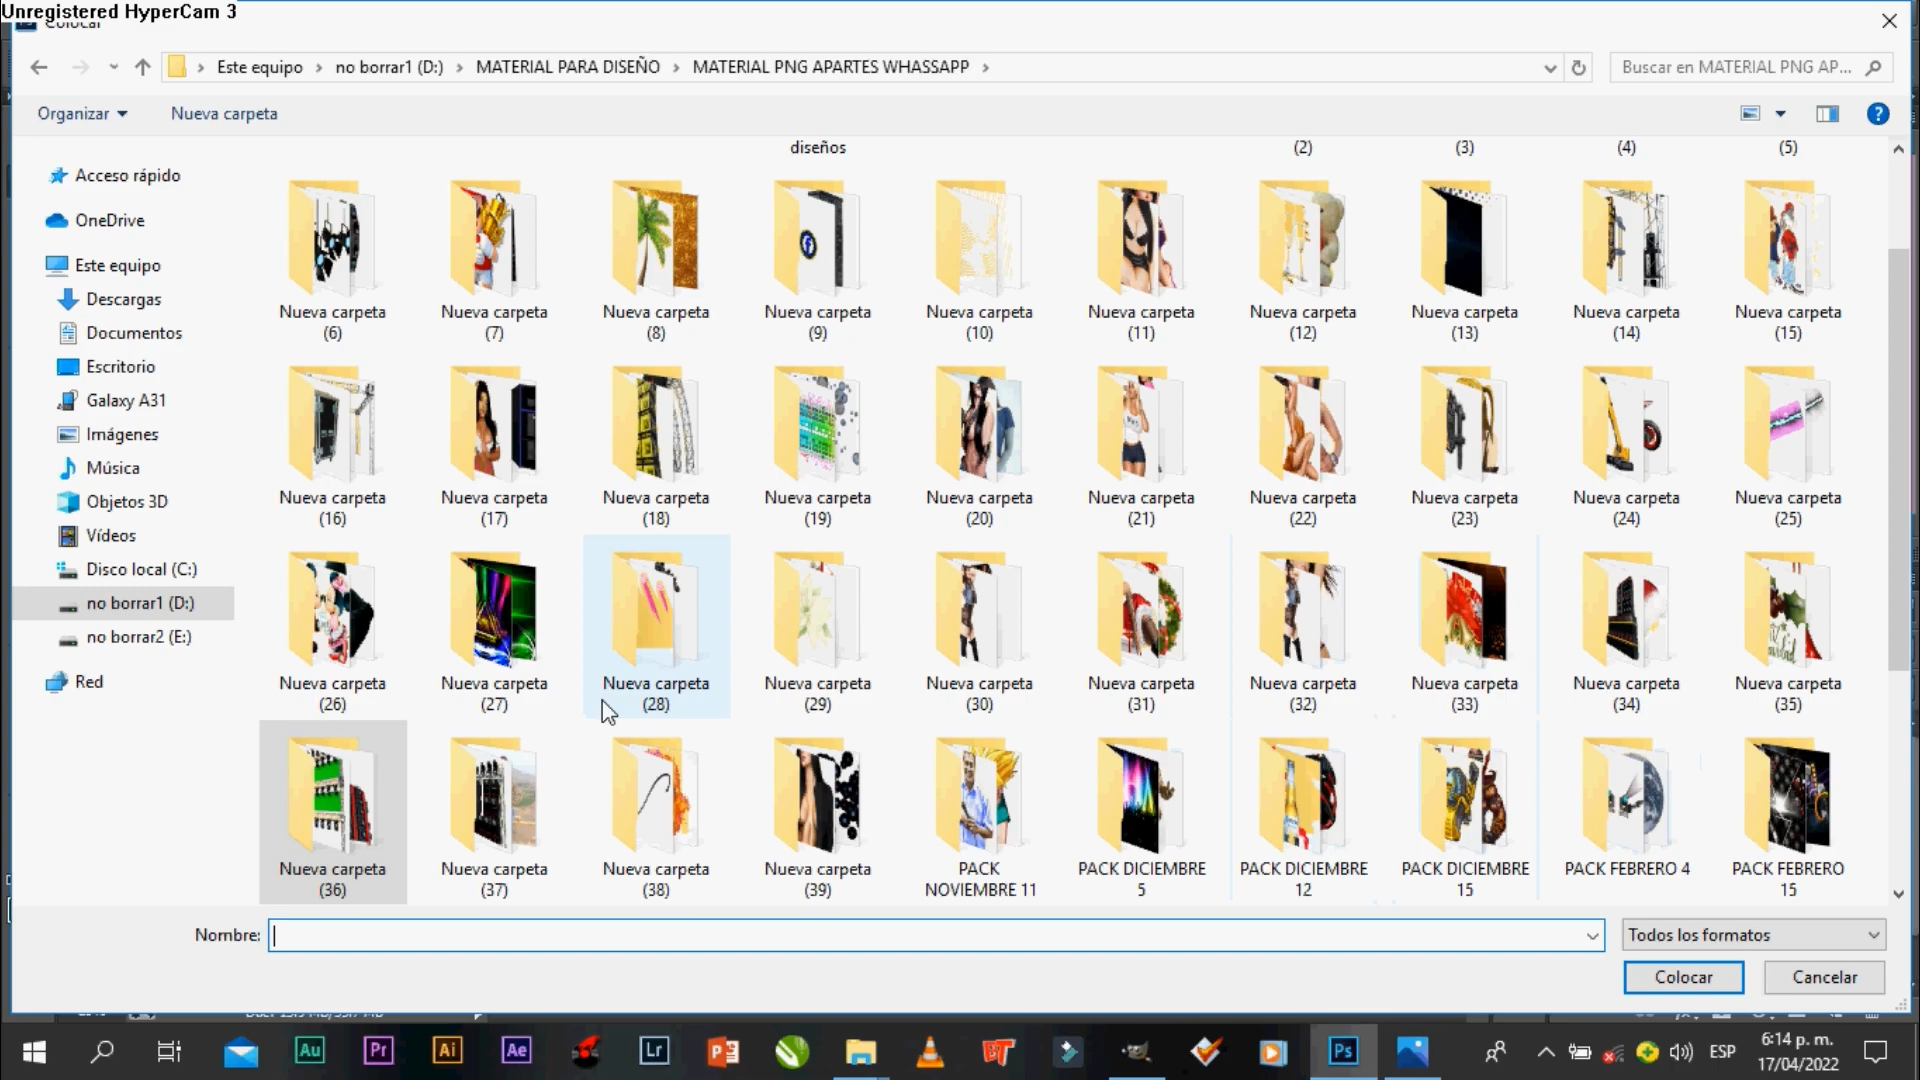 Unregistered HyperCam 3
Colocar
Este equipo > no borrar1 (D:) > MATERIAL PARA DISEÑO > MATERIAL PNG APARTES WHASSAPP >
Buscar en MATERIAL PNG AP...
Organizar
Nueva carpeta
diseños
(2)
(3)
(4)
(5)
Acceso rápido
OneDrive
Este equipo
Descargas
Documentos
Escritorio
Galaxy A31
Imágenes
Música
Objetos 3D
Vídeos
Disco local (C:)
no borrar1 (D:)
no borrar2 (E:)
Red
Nueva carpeta
(6)
Nueva carpeta
(7)
Nueva carpeta
(8)
Nueva carpeta
(9)
Nueva carpeta
(10)
Nueva carpeta
(11)
Nueva carpeta
(12)
Nueva carpeta
(13)
Nueva carpeta
(14)
Nueva carpeta
(15)
Nueva carpeta
(16)
Nueva carpeta
(17)
Nueva carpeta
(18)
Nueva carpeta
(19)
Nueva carpeta
(20)
Nueva carpeta
(21)
Nueva carpeta
(22)
Nueva carpeta
(23)
Nueva carpeta
(24)
Nueva carpeta
(25)
Nueva carpeta
(26)
Nueva carpeta
(27)
Nueva carpeta
(28)
Nueva carpeta
(29)
Nueva carpeta
(30)
Nueva carpeta
(31)
Nueva carpeta
(32)
Nueva carpeta
(33)
Nueva carpeta
(34)
Nueva carpeta
(35)
Nueva carpeta
(36)
Nueva carpeta
(37)
Nueva carpeta
(38)
Nueva carpeta
(39)
PACK
NOVIEMBRE 11
PACK DICIEMBRE
5
PACK DICIEMBRE
12
PACK DICIEMBRE
15
PACK FEBRERO 4
PACK FEBRERO
15
Nombre:
Todos los formatos
Colocar
Cancelar
Au
Pr
Ai
Ae
Lr
BT
Ps
ESP
6:14 p. m.
17/04/2022